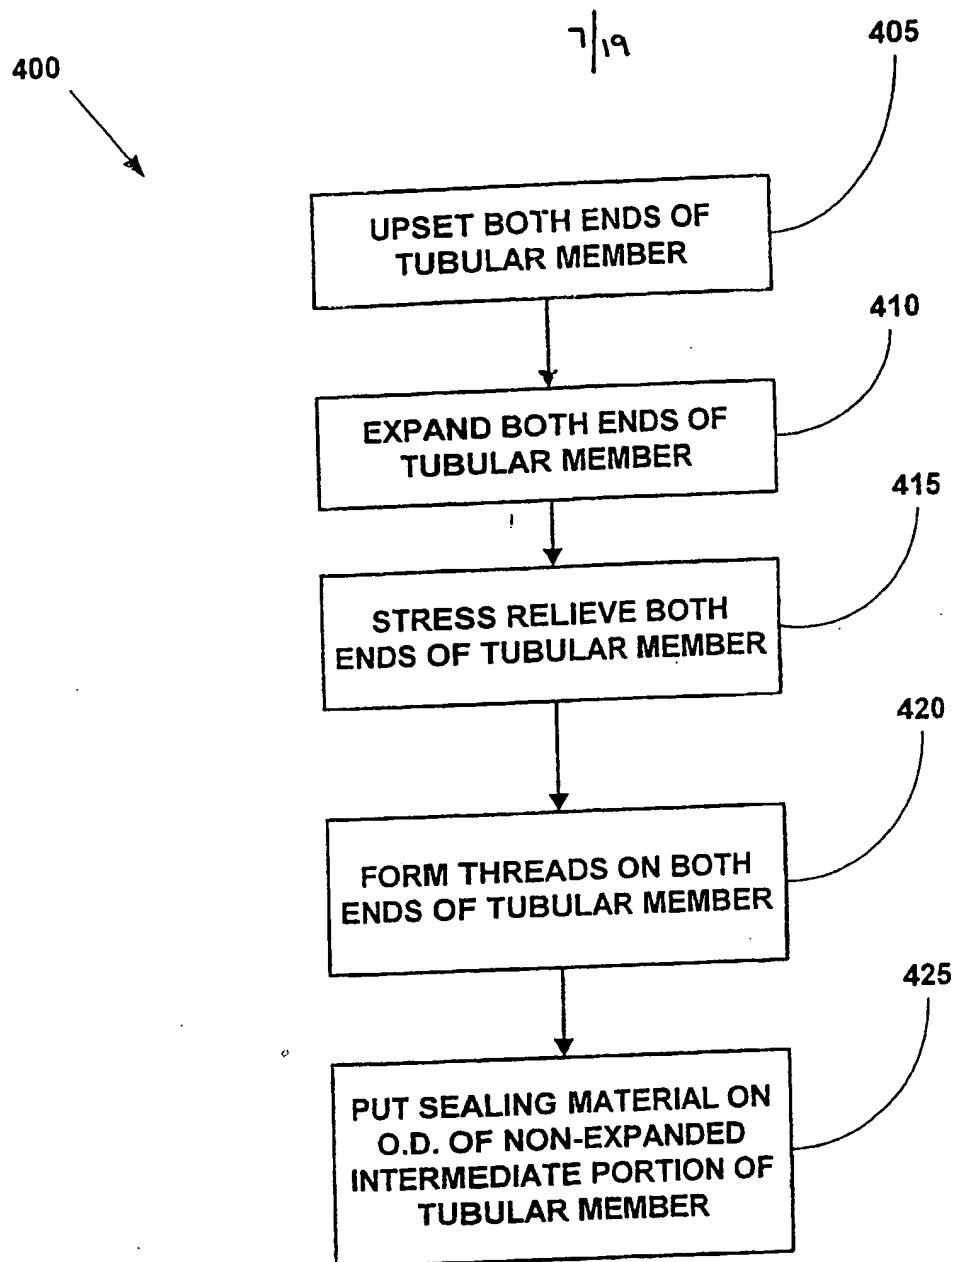 7/19
400
405
UPSET BOTH ENDS OF
TUBULAR MEMBER
410
EXPAND BOTH ENDS OF
TUBULAR MEMBER
415
STRESS RELIEVE BOTH
ENDS OF TUBULAR MEMBER
420
FORM THREADS ON BOTH
ENDS OF TUBULAR MEMBER
425
PUT SEALING MATERIAL ON
O.D. OF NON-EXPANDED
INTERMEDIATE PORTION OF
TUBULAR MEMBER